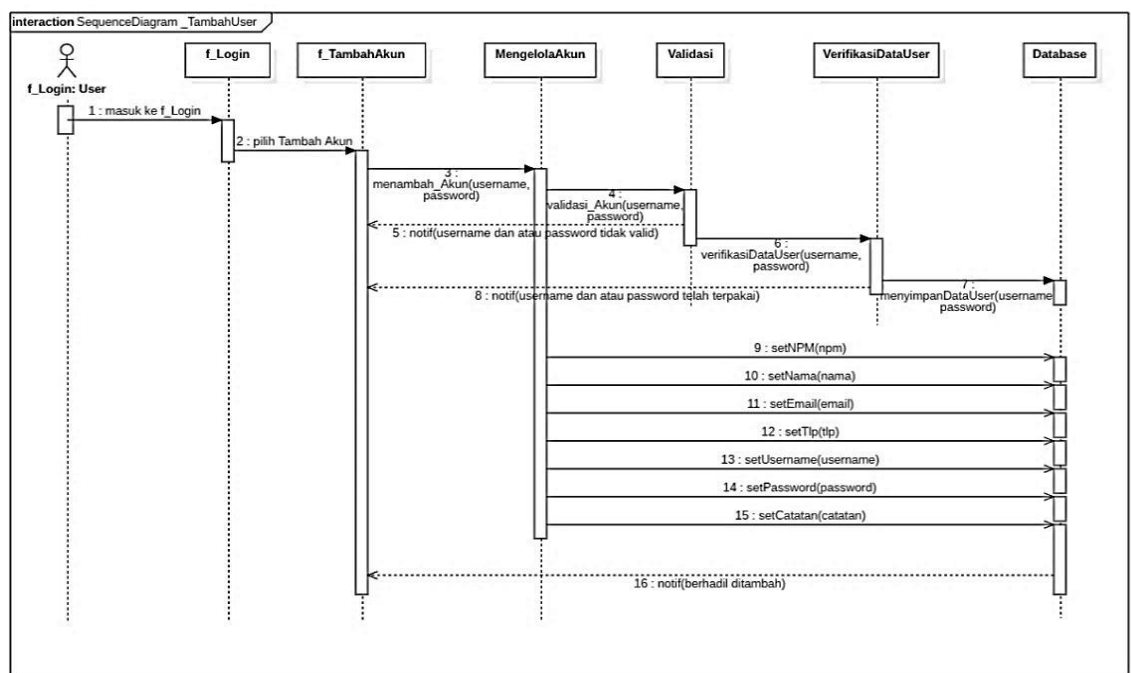 interaction SequenceDiagram _TambahUser
f_Login: User
f_Login
f_TambahAkun
MengelolaAkun
Validasi
VerifikasiDataUser
Database
1 : masuk ke f_Login
2 : pilih Tambah Akun
3 :
menambah_Akun(username,
password)
4 :
validasi_Akun(username,
password)
5 : notif(username dan atau password tidak valid)
6 :
verifikasiDataUser(username,
password)
7 :
menyimpanDataUser(username
password)
8 : notif(username dan atau password telah terpakai)
9 : setNPM(npm)
10 : setNama(nama)
11 : setEmail(email)
12 : setTlp(tlp)
13 : setUsername(username)
14 : setPassword(password)
15 : setCatatan(catatan)
16 : notif(berhadil ditambah)